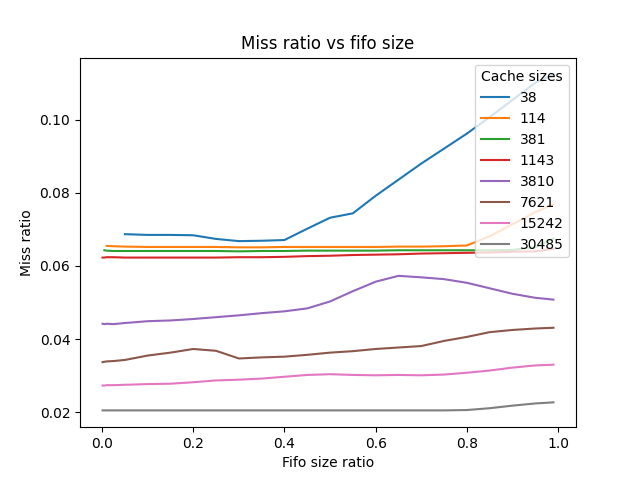 Miss ratio vs fifo size
Cache sizes
38
114
381
1143
3810
7621
15242
30485
0.10
0.08
0.06
0.04
0.02
Miss ratio
0.0 0.2 0.4 0.6 0.8 1.0
Fifo size ratio